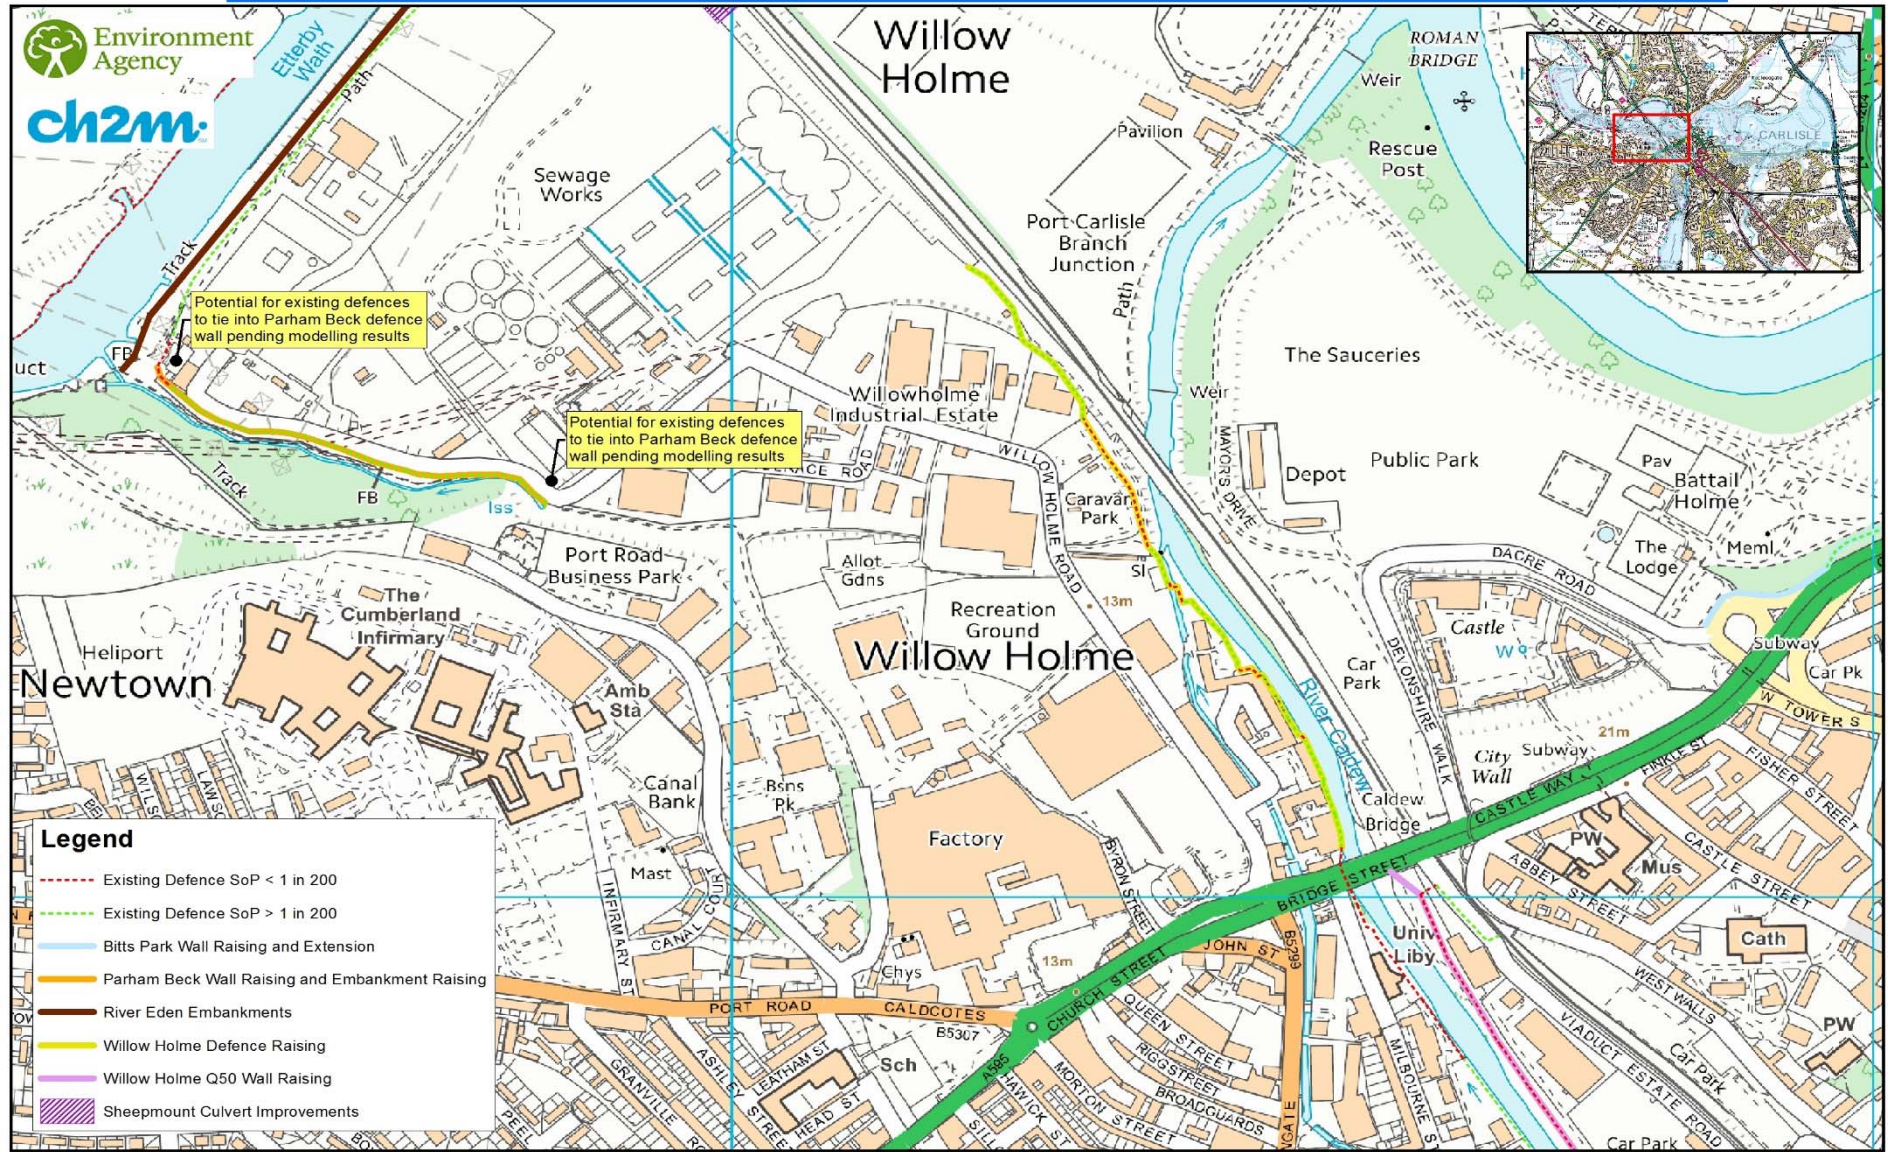 Environment
Agency
ch2m:
Etterby
Wath
Path
Track
Willow
Holme
ROMAN
BRIDGE
Weir
Pavilion
Rescue
Post
CARLISLE
Sewage
Works
Port Carlisle
Branch
Junction
Path
Potential for existing defences
to tie into Parham Beck defence
wall pending modelling results
FB
uct
The Sauceries
Weir
Willowholme
Industrial Estate
Potential for existing defences
to tie into Parham Beck defence
wall pending modelling results
MAYOR'S DRIVE
Depot
Public Park
Pav
Battail
Holme
WILLOW HOLME ROAD
Caravan
Park
Track
FB
Iss
Port Road
Business Park
Allot
Gdns
Sl
13m
DACRE ROAD
The
Lodge
Meml
The
Cumberland
Infirmary
Recreation
Ground
Willow Holme
Castle
W
Subway
Car Pk
Heliport
Newtown
Amb
Sta
Car
Park
River Caldew
DEVONSHIRE WALK
W TOWER S
21m
City
Wall
Subway
FINKLE ST
FISHER STREET
Canal
Bank
Bsns
Pk
Caldew
Bridge
CASTLE WAY
Factory
PW
Mus
CASTLE STREET
ABBEY STREET
Mast
BYRON STREET
BRIDGE STREET
INFIRMARY ST
CANAL COURT
Univ
Liby
Cath
JOHN ST
B5299
13m
Chys
WEST WALLS
PORT ROAD
CALDCOTES
B5307
CHURCH STREET
QUEEN STREET
PW
A595
Sch
RIGGSTREET
MORTON STREET
BROADGUARDS
HAWICK ST
LEATHAM ST
HEAD ST
ASHLEY STREET
GRANVILLE
PEEL
MILBOURNE ST
VIADUCT ESTATE ROAD
Car Park
Car Park
Legend
Existing Defence SoP < 1 in 200
Existing Defence SoP > 1 in 200
Bitts Park Wall Raising and Extension
Parham Beck Wall Raising and Embankment Raising
River Eden Embankments
Willow Holme Defence Raising
Willow Holme Q50 Wall Raising
Sheepmount Culvert Improvements